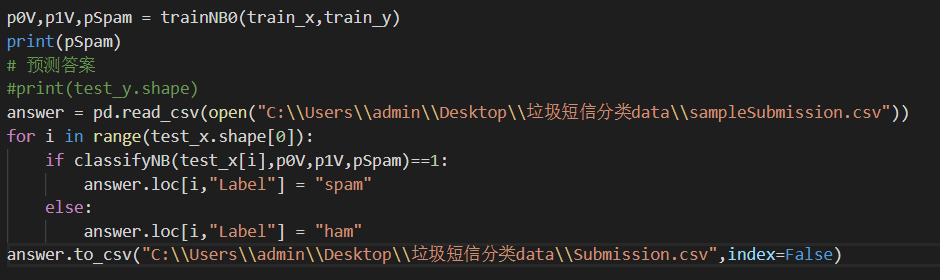 p0V,p1V,pSpam = trainNB0(train_x,train_y)
print(pSpam)
# 预测答案
#print(test_y.shape)
answer = pd.read_csv(open("C:\\Users\\admin\\Desktop\\垃圾短信分类data\\sampleSubmission.csv"))
for i in range(test_x.shape[0]):
    if classifyNB(test_x[i],p0V,p1V,pSpam)==1:
        answer.loc[i,"Label"] = "spam"
    else:
        answer.loc[i,"Label"] = "ham"
answer.to_csv("C:\\Users\\admin\\Desktop\\垃圾短信分类data\\Submission.csv",index=False)